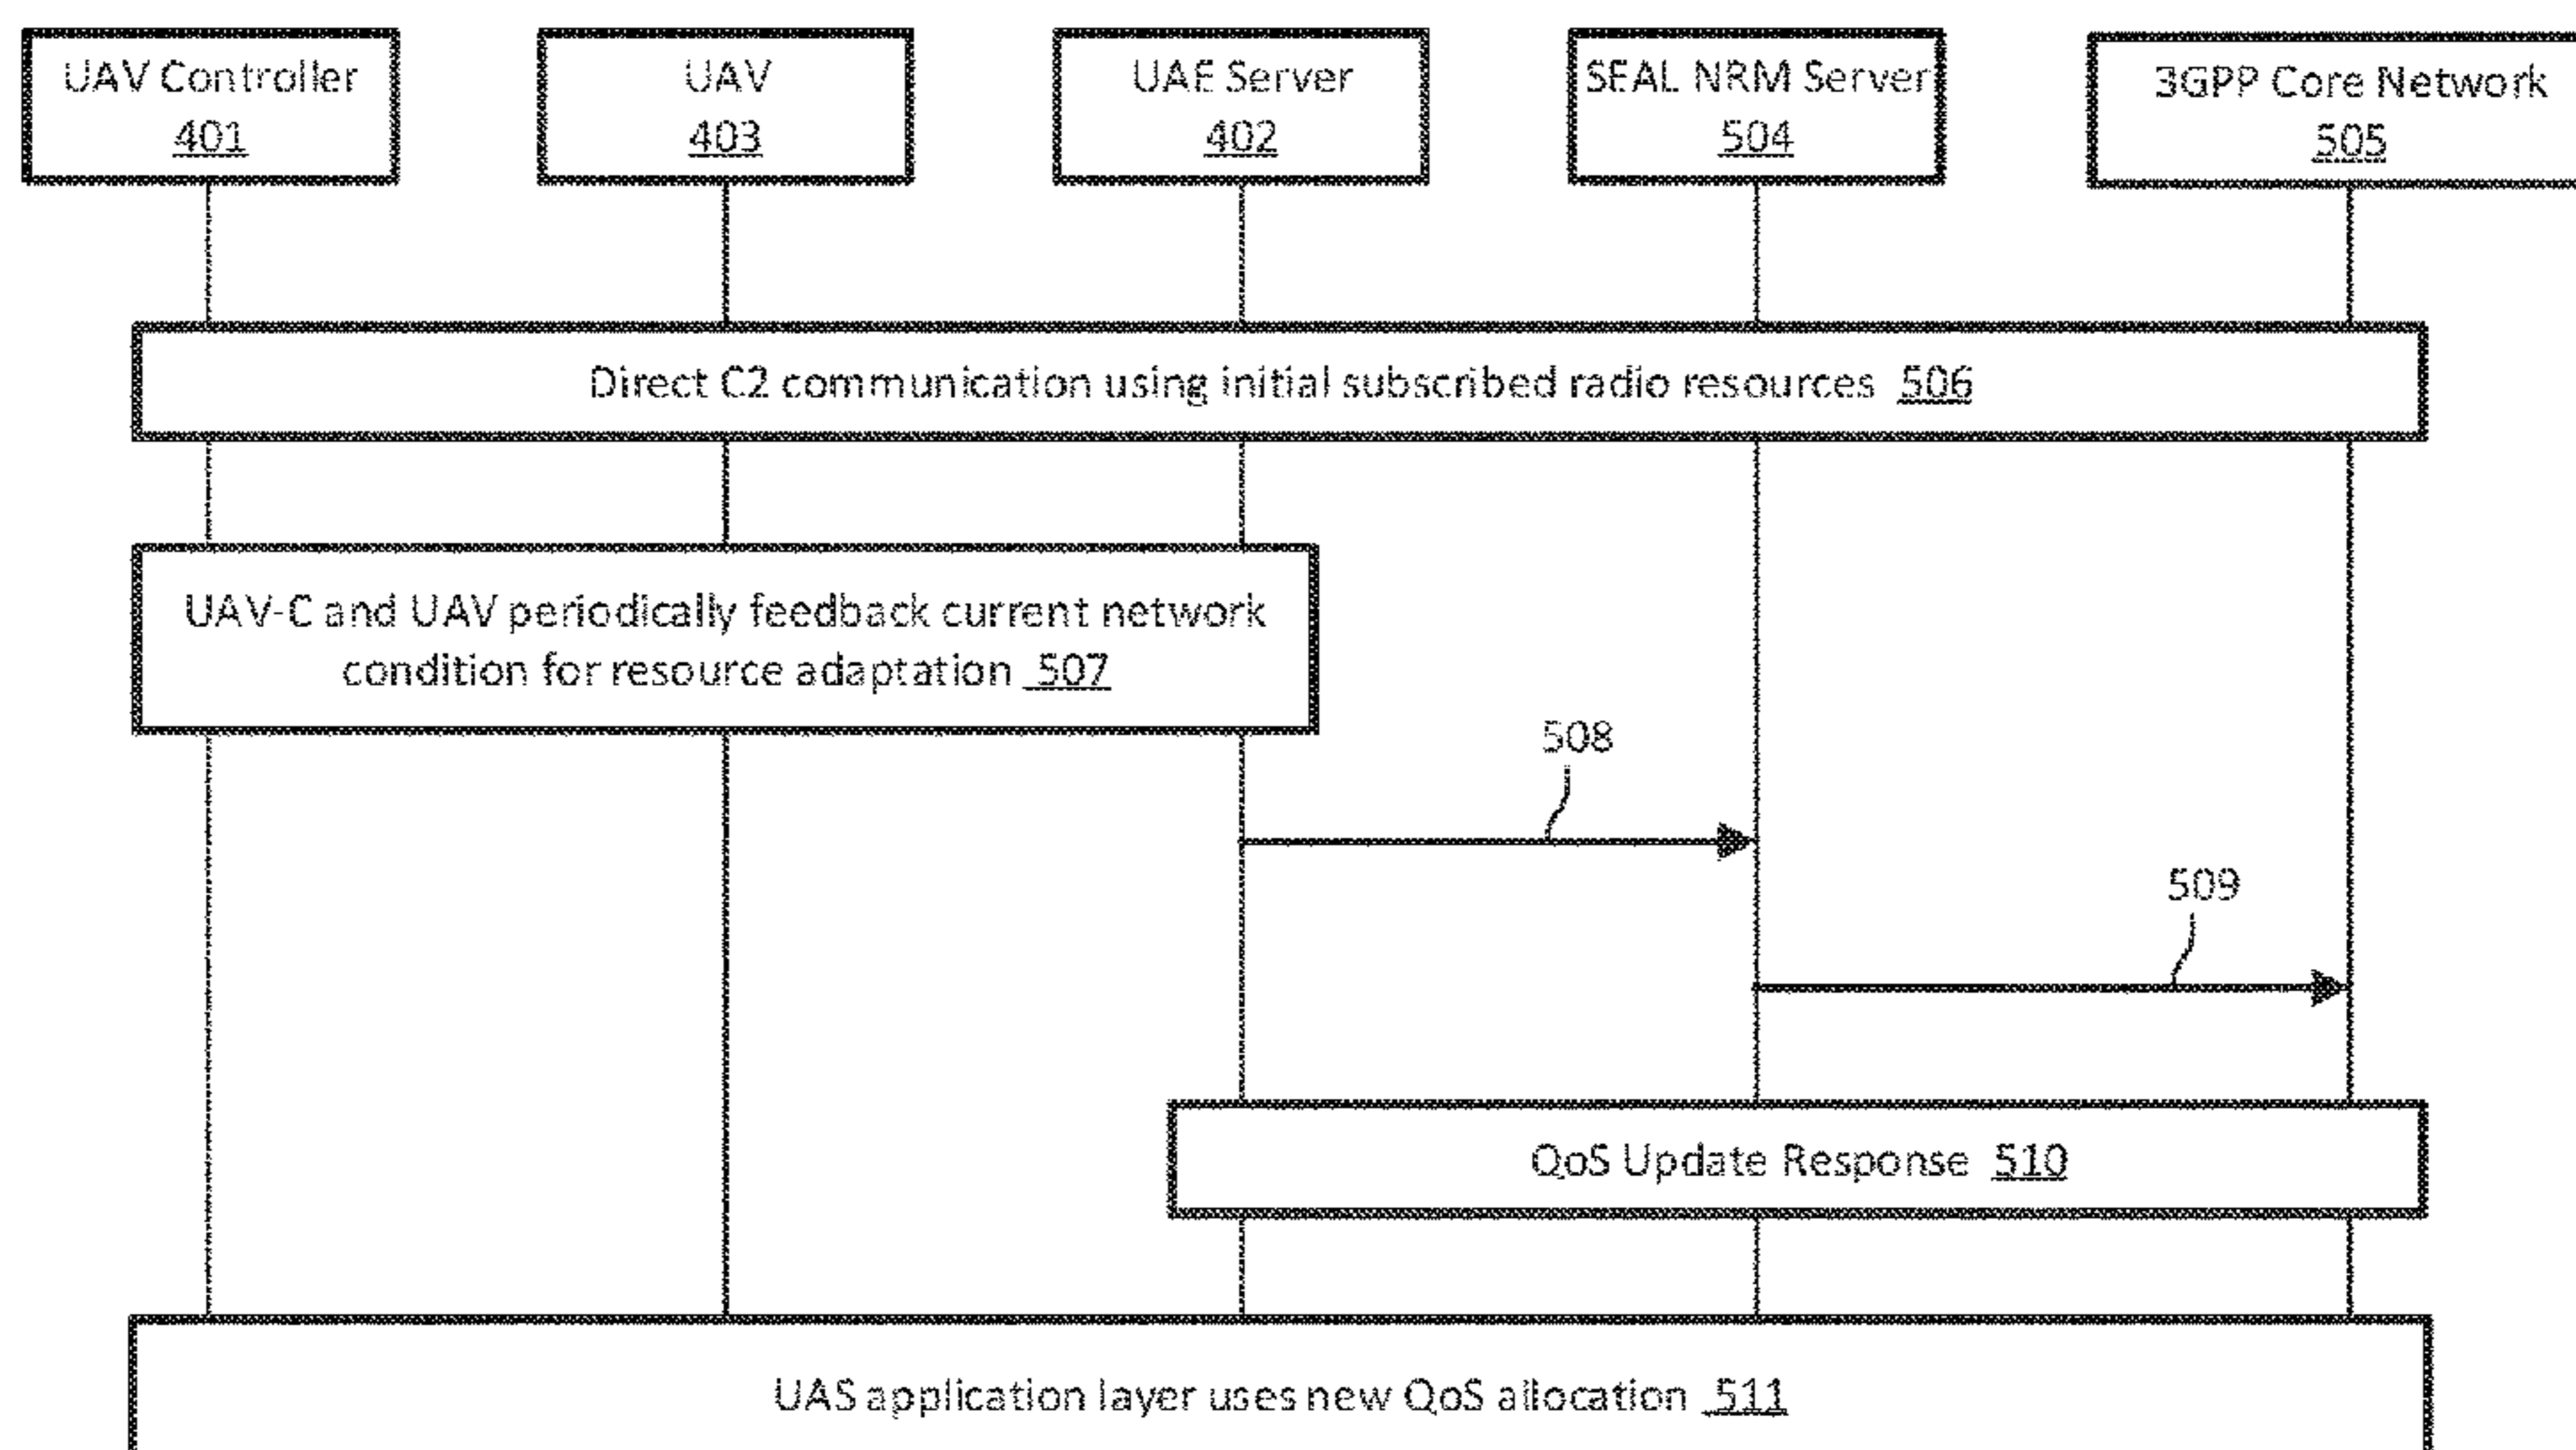 UAV Controller
401
UAV
403
UAE Server
402
SEAL NRM Server
504
3GPP Core Network
505
Direct C2 communication using initial subscribed radio resources 506
UAV-C and UAV periodically feedback current network
condition for resource adaptation 507
508
509
QoS Update Response 510
UAS application layer uses new QoS allocation 511